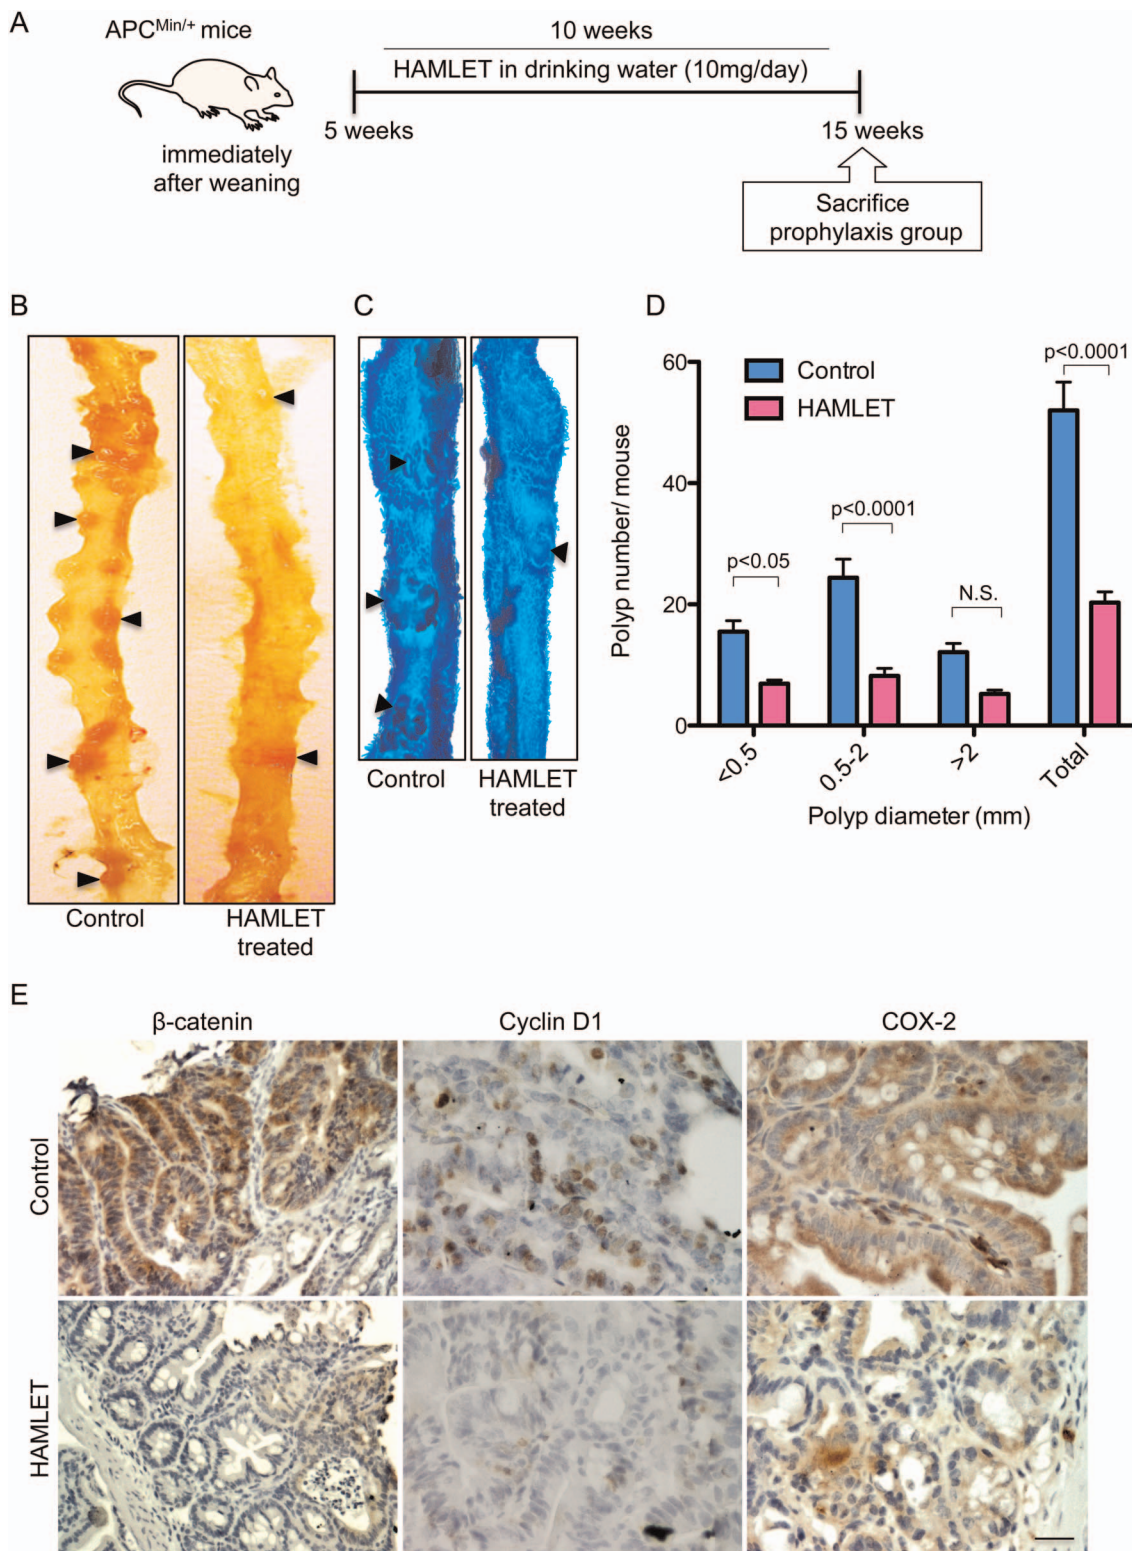 A
APCMin/+ mice
immediately
after weaning
10 weeks
HAMLET in drinking water (10mg/day)
5 weeks
15 weeks
Sacrifice
prophylaxis group
B
Control
HAMLET
treated
C
Control
HAMLET
treated
D
Polyp number/ mouse
60
40
20
0
Control
HAMLET
p<0.05
p<0.0001
N.S.
p<0.0001
<0.5
0.5-2
>2
Total
Polyp diameter (mm)
E
β-catenin
Cyclin D1
COX-2
Control
HAMLET